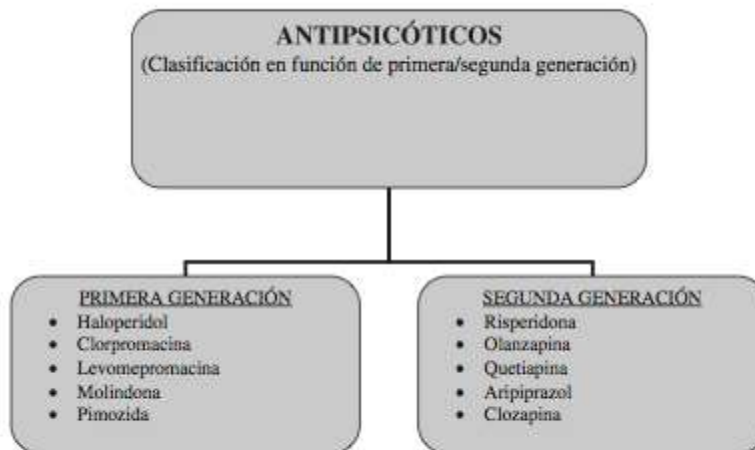 ANTIPSICÓTICOS
(Clasificación en función de primera/segunda generación)
PRIMERA GENERACIÓN
• Haloperidol
• Clorpromacina
• Levomepromacina
• Molindona
• Pimozida
SEGUNDA GENERACIÓN
• Risperidona
• Olanzapina
• Quetiapina
• Aripiprazol
• Clozapina